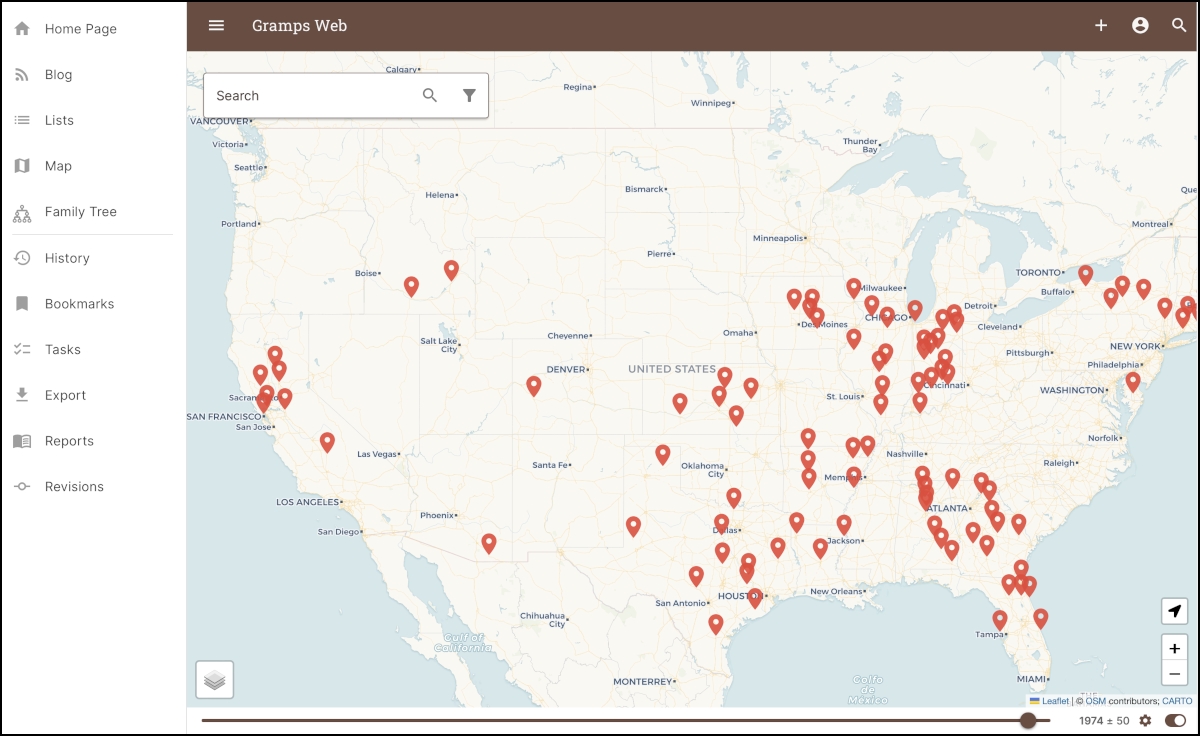 Home Page
Blog
Lists
Map
Family Tree
History
Bookmarks
Tasks
Export
Reports
Revisions
Gramps Web
Search
Calgary
Regina
Winnipeg
VANCOUVER
Victoria
Seattle
Thunder
Bay
Helena
Bismarck
Que
Portland
Montreal
Minneapolis
Pierre
Boise
TORONTO
Buffalo
Milwaukee
CHICAGO
Detroit
Des Moines
Cleveland
Cheyenne
Omaha
Salt Lake
City
NEW YORK
Pittsburgh
Philadelphia
DENVER
UNITED STATES
Cincinnati
WASHINGTON
St. Louis
SAN FRANCISCO
San Jose
Norfolk
Las Vegas
Nashville
Santa Fe
Oklahoma
City
Raleigh
Memphis
LOS ANGELES
Phoenix
ATLANTA
San Diego
Dallas
Jackson
HOUSTON
New Orleans
San Antonio
Chihuahua
City
Gulf of
California
Tampa
MONTERREY
MIAMI
Golfo
de
México
THE
+
−
Leaflet | © OSM contributors; CARTO
1974 ± 50